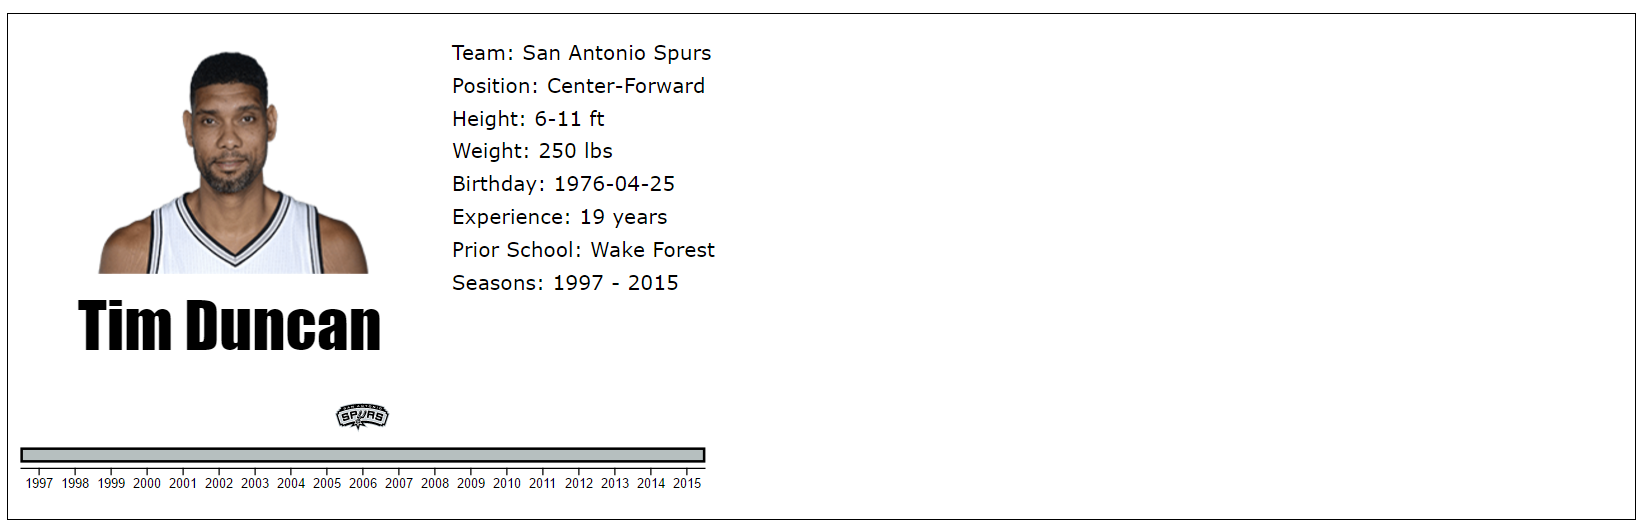 Team: San Antonio Spurs
Position: Center-Forward
Height: 6-11 ft
Weight: 250 lbs
Birthday: 1976-04-25
Experience: 19 years
Prior School: Wake Forest
Seasons: 1997 - 2015
Tim Duncan
SAN ANTONIO
SPURS
1997 1998 1999 2000 2001 2002 2003 2004 2005 2006 2007 2008 2009 2010 2011 2012 2013 2014 2015